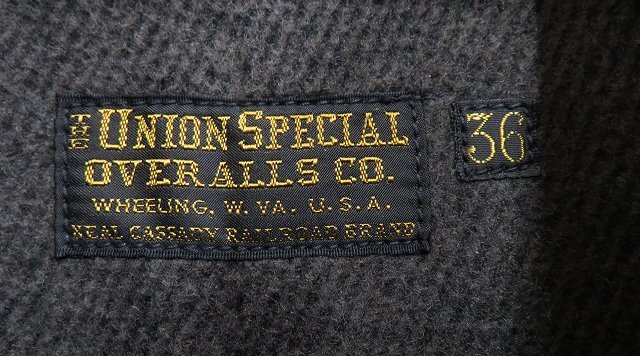 THE UNION SPECIAL
OVERALLS CO.
WHEELING, W. VA. U.S.A.
NEAL CASSADY RAILROAD BRAND
36